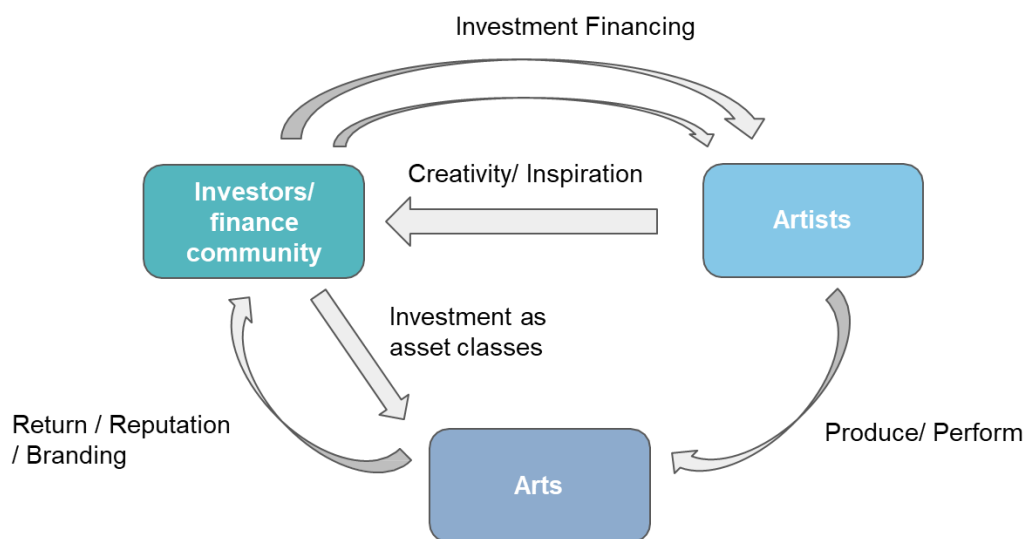 Investment Financing
Creativity/ Inspiration
Investors/
finance
community
Artists
Investment as
asset classes
Return / Reputation
/ Branding
Produce/ Perform
Arts